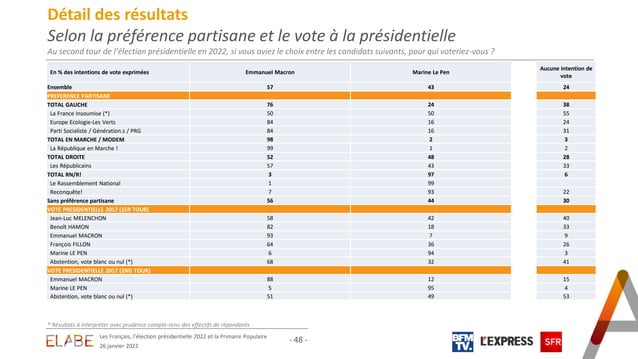 Détail des résultats
Selon la préférence partisane et le vote à la présidentielle
Au second tour de l'élection présidentielle en 2022, si vous aviez le choix entre les candidats suivants, pour qui voteriez-vous ?
En % des intentions de vote exprimées Emmanuel Macron Marine Le Pen Aucune intention de vote
Ensemble 57 43 24
PREFERENCE PARTISANE
TOTAL GAUCHE 76 24 38
La France Insoumise (*) 50 50 55
Europe Ecologie-Les Verts 84 16 24
Parti Socialiste / Génération.s / PRG 84 16 31
TOTAL EN MARCHE / MODEM 98 2 3
La République en Marche ! 99 1 2
TOTAL DROITE 52 48 28
Les Républicains 57 43 33
TOTAL RN/R! 3 97 6
Le Rassemblement National 1 99
Reconquête! 7 93 22
Sans préférence partisane 56 44 30
VOTE PRESIDENTIELLE 2017 (1ER TOUR)
Jean-Luc MELENCHON 58 42 40
Benoît HAMON 82 18 33
Emmanuel MACRON 93 7 9
François FILLON 64 36 26
Marine LE PEN 6 94 3
Abstention, vote blanc ou nul (*) 68 32 41
VOTE PRESIDENTIELLE 2017 (2ND TOUR)
Emmanuel MACRON 88 12 15
Marine LE PEN 5 95 4
Abstention, vote blanc ou nul (*) 51 49 53
* Résultats à interpréter avec prudence compte-tenu des effectifs de répondants
ELABE
Les Français, l'élection présidentielle 2022 et la Primaire Populaire
26 janvier 2022
- 48 -
BFM TV.
L'EXPRESS
SFR